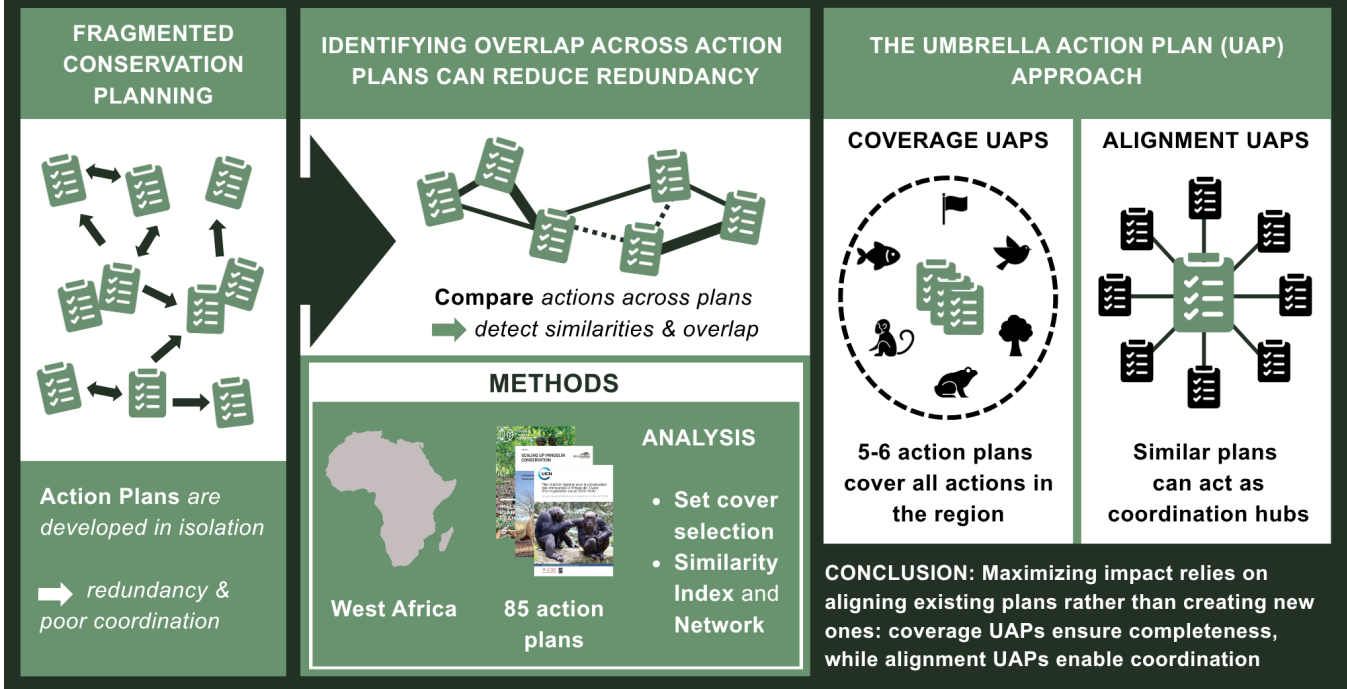 FRAGMENTED
CONSERVATION
PLANNING
Action Plans are
developed in isolation
redundancy &
poor coordination
IDENTIFYING OVERLAP ACROSS ACTION
PLANS CAN REDUCE REDUNDANCY
Compare actions across plans
detect similarities & overlap
METHODS
West Africa
SCALING UP PANGOLIN
CONSERVATION
UICN
85 action
plans
ANALYSIS
• Set cover
selection
• Similarity
Index and
Network
THE UMBRELLA ACTION PLAN (UAP)
APPROACH
COVERAGE UAPS
5-6 action plans
cover all actions in
the region
ALIGNMENT UAPS
Similar plans
can act as
coordination hubs
CONCLUSION: Maximizing impact relies on
aligning existing plans rather than creating new
ones: coverage UAPs ensure completeness,
while alignment UAPs enable coordination